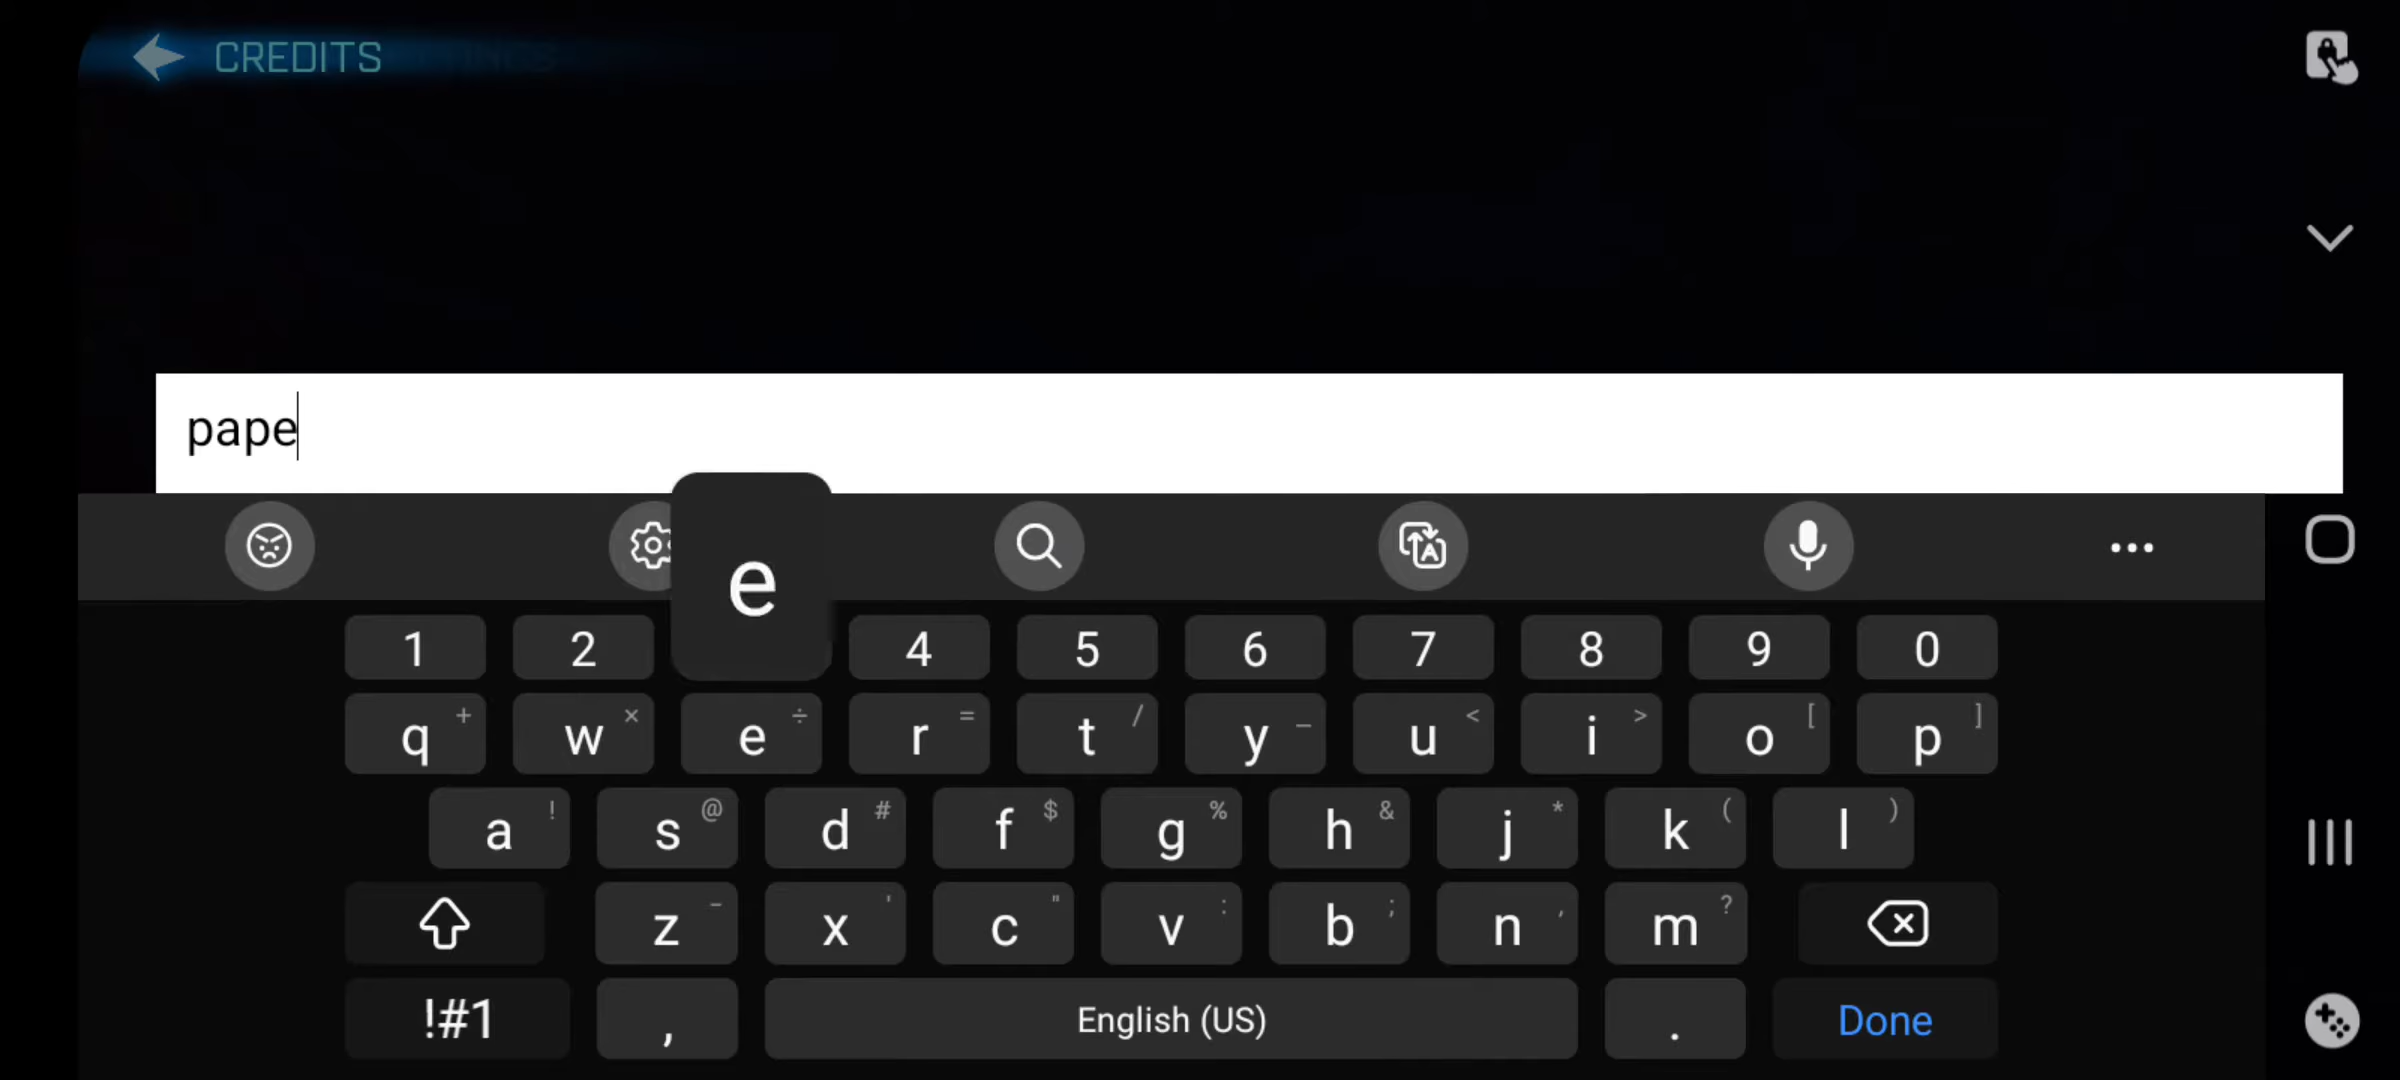 CREDITS
pape
e
1 2 4 5 6 7 8 9 0
q + w × e ÷ r = t / y _ u < i > o [ p ]
a ! s @ d # f $ g % h & j * k ( l )
z - x ' c " v : b ; n , m ?
!#1 , English (US) . Done